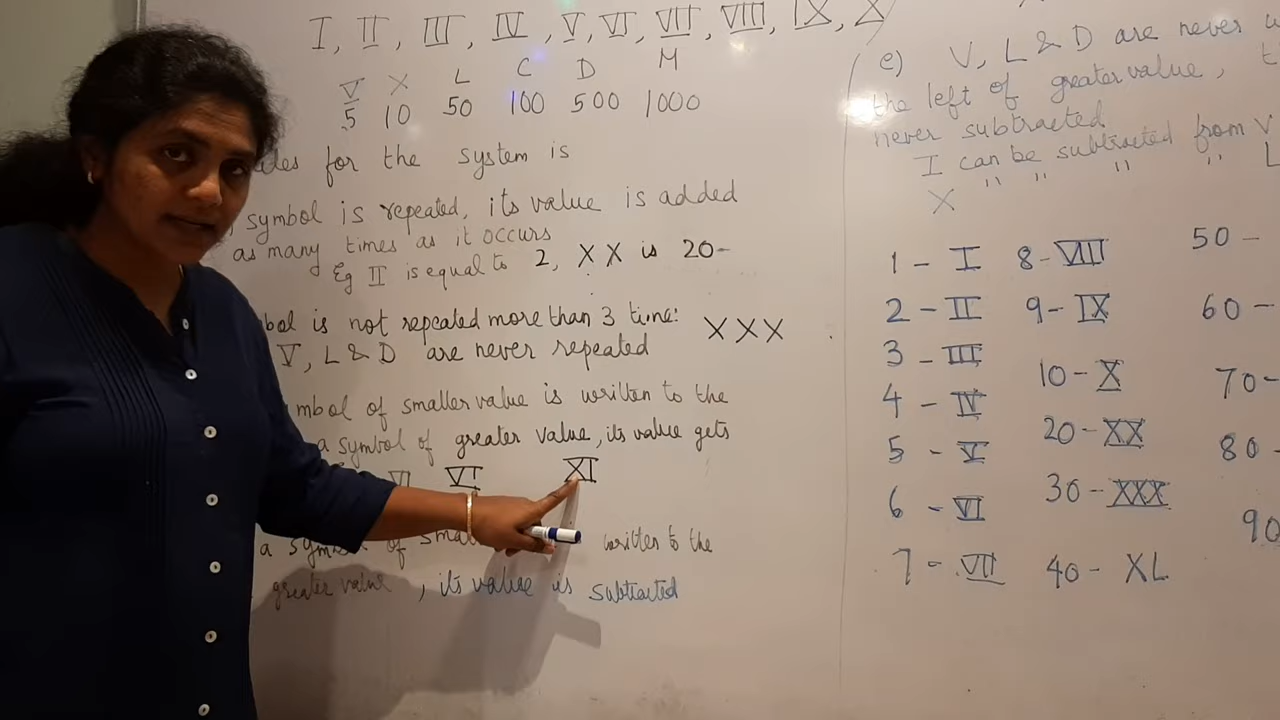 I, II, III, IV, V, VI, VII, VIII, IX, X
V X L C D M
5 10 50 100 500 1000
for the system is
symbol is repeated, its value is added
as many times as it occurs
Eg II is equal to 2, XX is 20-
is not repeated more than 3 time: XXX
V, L & D are never repeated
of smaller value is written to the
a symbol of greater value, its value gets
VI VI XI
a symbol of written to the
greater value, its value is subtracted
e) V, L & D are never
the left of greater value,
never subtracted.
I can be subtracted from V
X " " " " L
1 - I
2 - II
3 - III
4 - IV
5 - V
6 - VI
7 - VII
8 - VIII
9 - IX
10 - X
20 - XX
30 - XXX
40 - XL
50 -
60 -
70 -
80 -
90